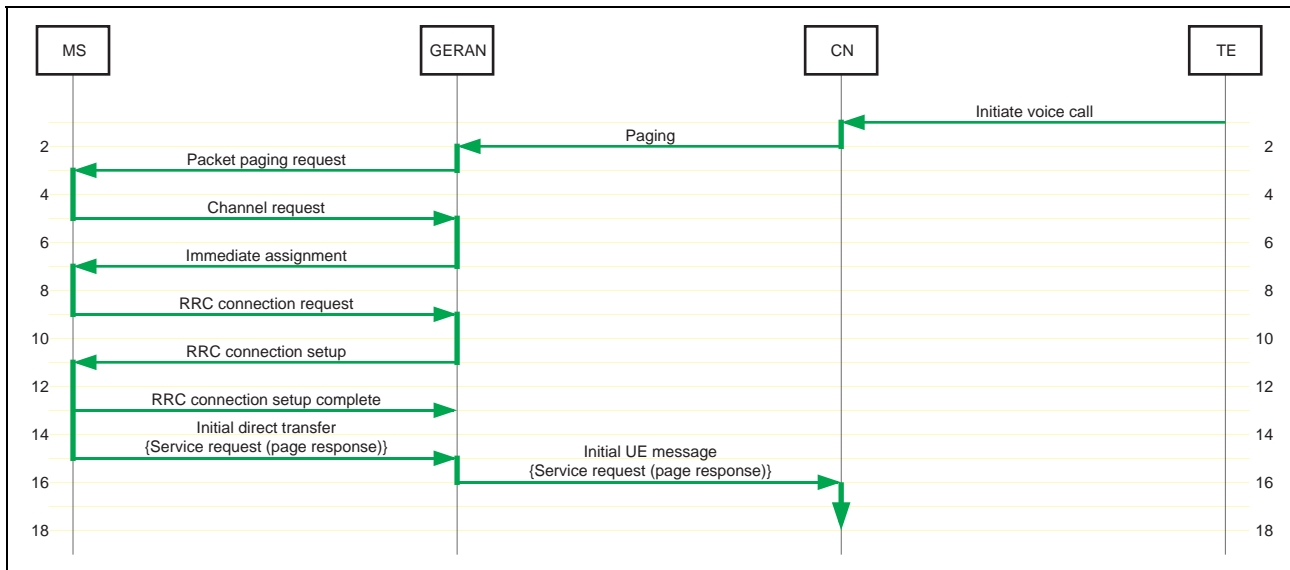 MS
GERAN
CN
TE
Initiate voice call
Paging
2
2
Packet paging request
4
4
Channel request
6
6
Immediate assignment
8
8
RRC connection request
10
10
RRC connection setup
12
12
RRC connection setup complete
Initial direct transfer
14
14
{Service request (page response)}
Initial UE message
{Service request (page response)}
16
16
18
18